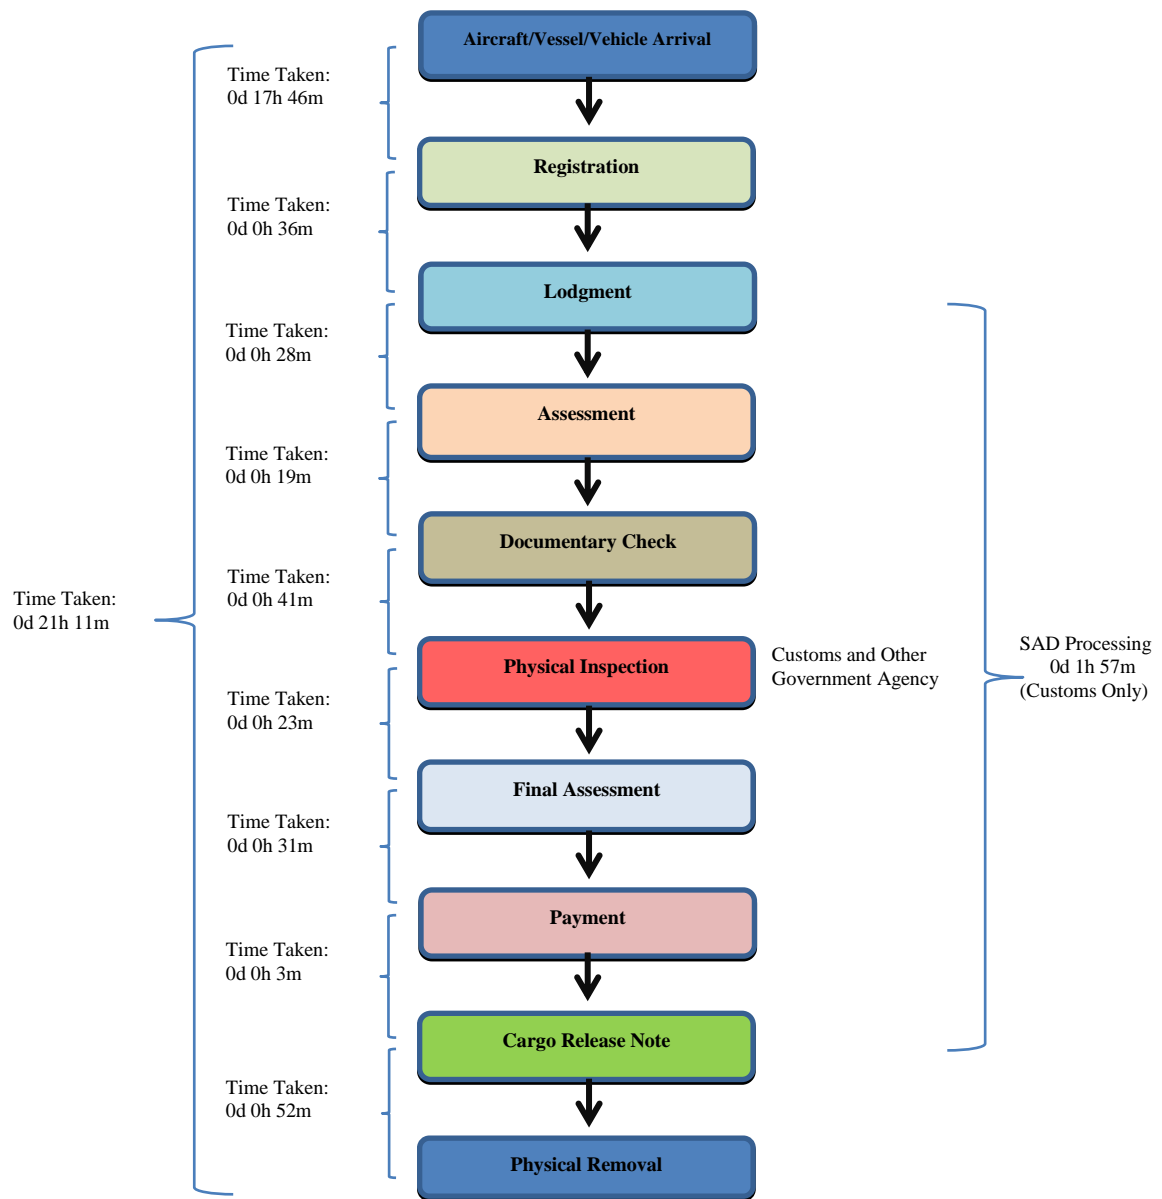 Aircraft/Vessel/Vehicle Arrival
Time Taken:
0d 17h 46m
Registration
Time Taken:
0d 0h 36m
Lodgment
Time Taken:
0d 0h 28m
Assessment
Time Taken:
0d 0h 19m
Documentary Check
Time Taken:
0d 0h 41m
Time Taken:
0d 21h 11m
Physical Inspection
Customs and Other
Government Agency
SAD Processing
0d 1h 57m
(Customs Only)
Time Taken:
0d 0h 23m
Final Assessment
Time Taken:
0d 0h 31m
Payment
Time Taken:
0d 0h 3m
Cargo Release Note
Time Taken:
0d 0h 52m
Physical Removal